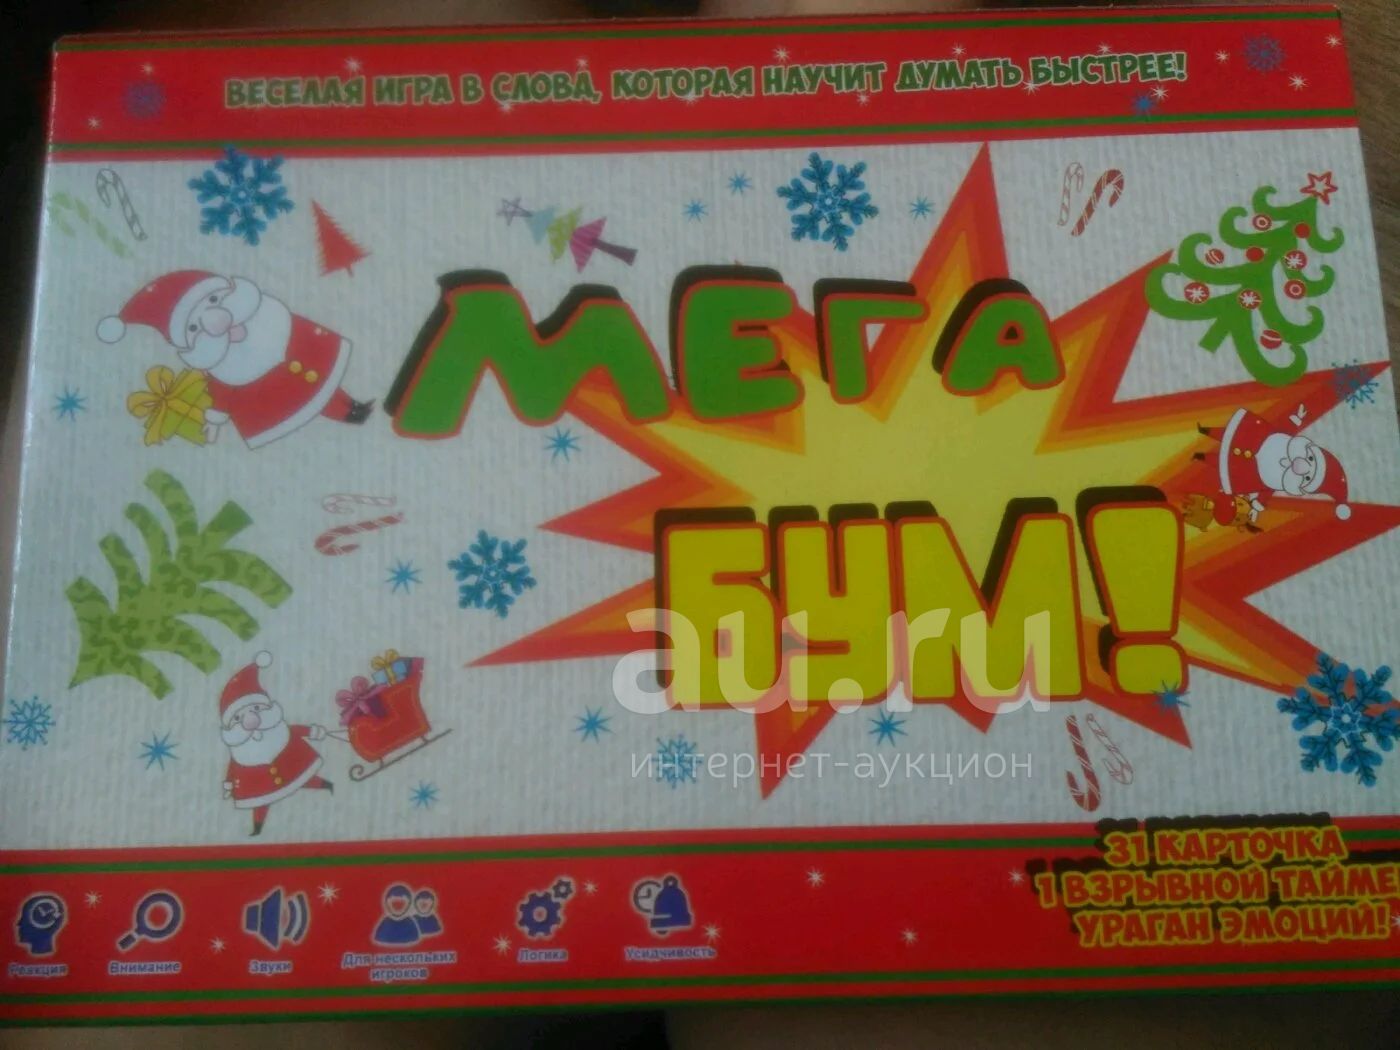 ВЕСЕЛАЯ ИГРА В СЛОВА, КОТОРАЯ НАУЧИТ ДУМАТЬ БЫСТРЕЕ!
МЕГА
БУМ!
au.ru
интернет-аукцион
31 КАРТОЧКА
1 ВЗРЫВНОЙ ТАЙМЕ
УРАГАН ЭМОЦИЙ!
Реакция
Внимание
Звуки
Для нескольких
игроков
Логика
Усидчивость